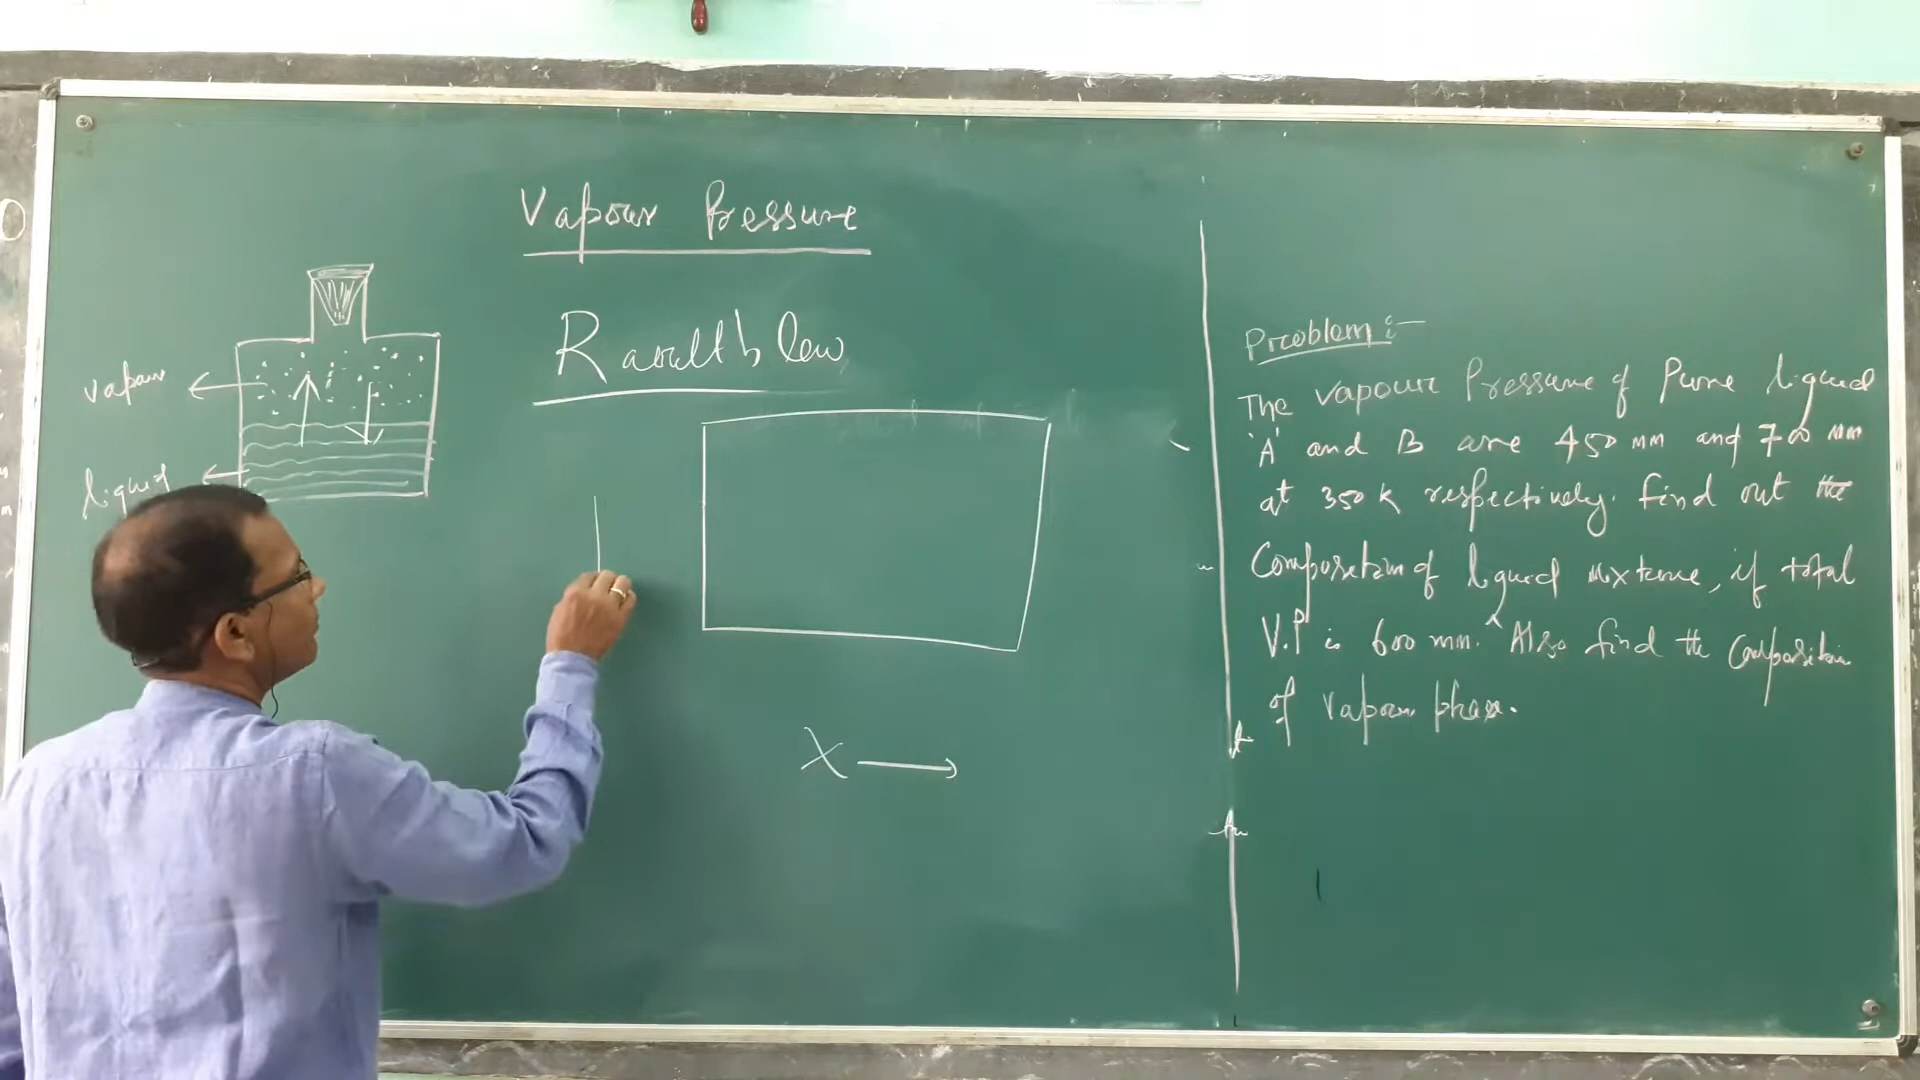 Vapour Pressure
Raoult's law
vapour
liquid
X
Problem:-
The vapour Pressure of Pure liquid
'A' and B are 450 mm and 700 mm
at 350 K respectively. find out the
Composition of liquid mixture, if total
V.P is 600 mm. Also find the Composition
of vapour phase.